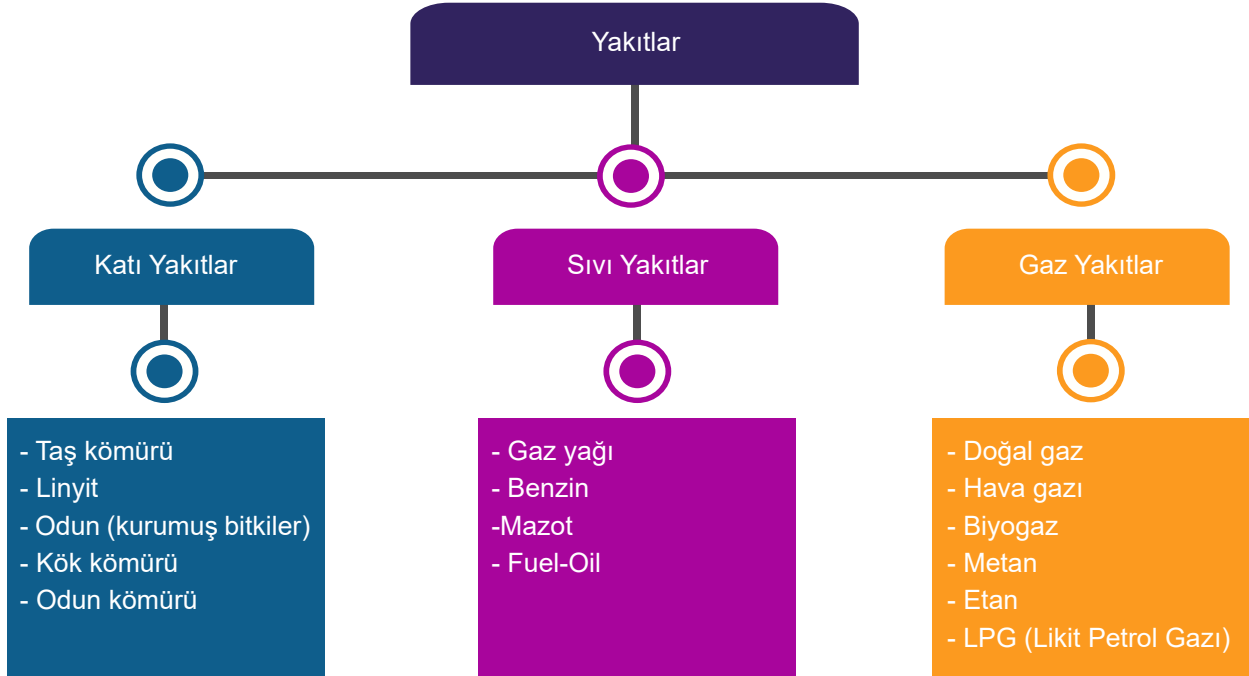 Yakıtlar
Katı Yakıtlar
Sıvı Yakıtlar
Gaz Yakıtlar
- Taş kömürü
- Linyit
- Odun (kurumuş bitkiler)
- Kök kömürü
- Odun kömürü
- Gaz yağı
- Benzin
-Mazot
- Fuel-Oil
- Doğal gaz
- Hava gazı
- Biyogaz
- Metan
- Etan
- LPG (Likit Petrol Gazı)